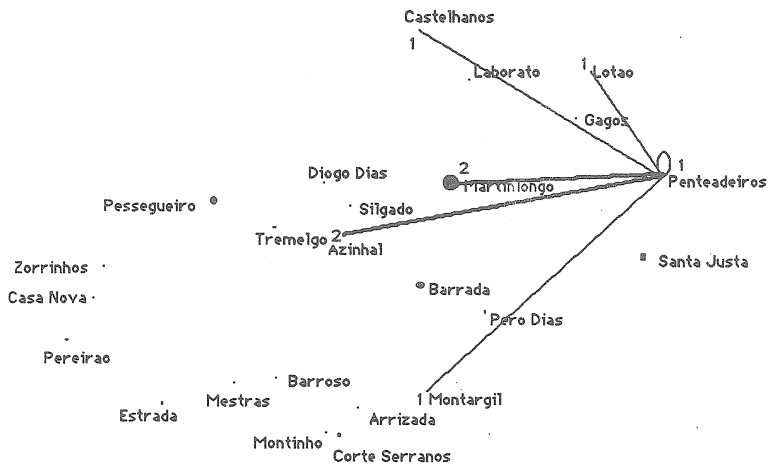 Castelhanos
1
Laborato
1 Lotao
Gagos
2
Martinlongo
1
Penteadeiros
Diogo Dias
Pessegueiro
Silgado
Tremelgo 2
Azinhal
Santa Justa
Zorrinhos
Barrada
Casa Nova
Pero Dias
Pereirao
Barroso
Mestras
1 Montargil
Estrada
Arrizada
Montinho
Corte Serranos